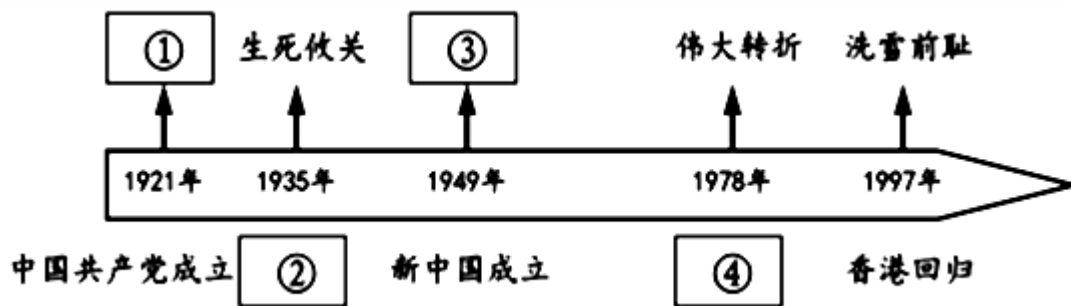 ① 生死攸关 ③ 伟大转折 洗雪前耻
1921年 1935年 1949年 1978年 1997年
中国共产党成立 ② 新中国成立 ④ 香港回归